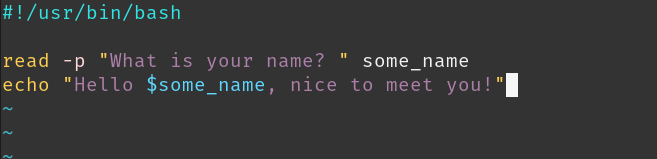 #!/usr/bin/bash

read -p "What is your name? " some_name
echo "Hello $some_name, nice to meet you!"
~
~
~